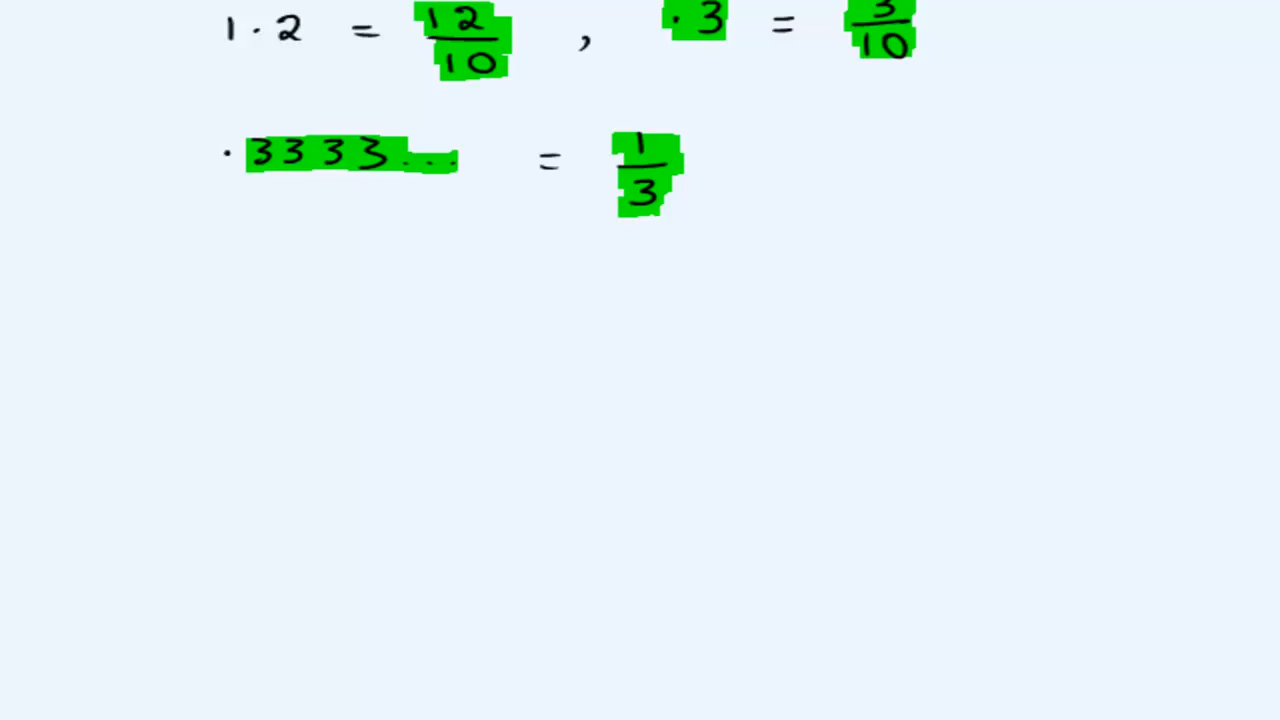 1·2 = 12/10 , ·3 = 3/10
·3333... = 1/3